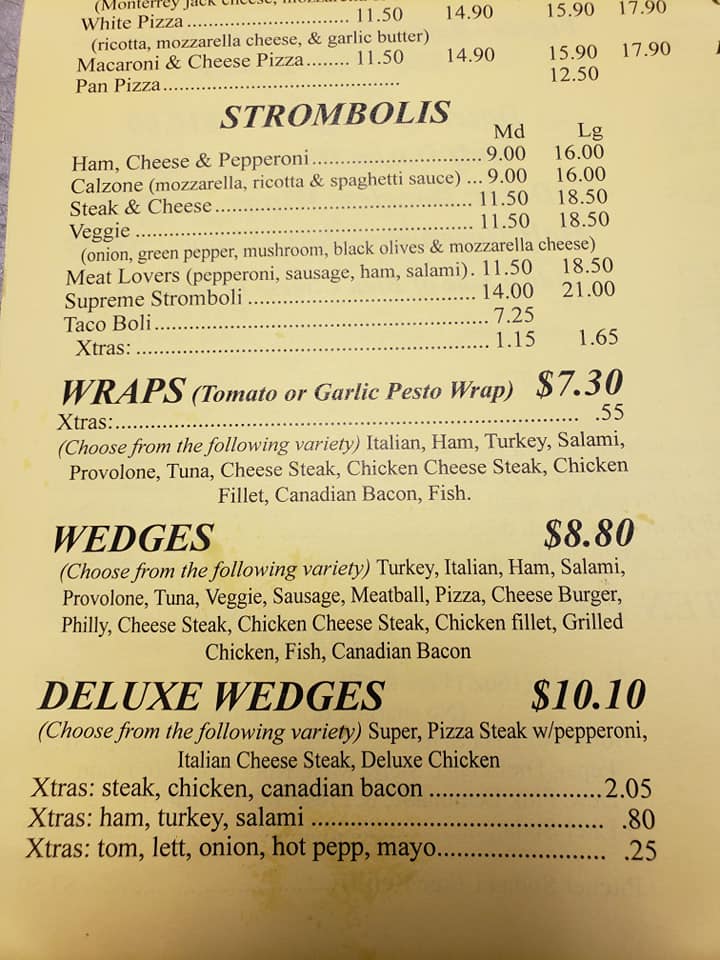 (Monterrey Jack cheese,
White Pizza ............................ 11.50 14.90 15.90 17.90
(ricotta, mozzarella cheese, & garlic butter)
Macaroni & Cheese Pizza........ 11.50 14.90 15.90 17.90
Pan Pizza.......................................... 12.50
STROMBOLIS
Md Lg
Ham, Cheese & Pepperoni............................. 9.00 16.00
Calzone (mozzarella, ricotta & spaghetti sauce) ... 9.00 16.00
Steak & Cheese............................................. 11.50 18.50
Veggie ........................................................... 11.50 18.50
(onion, green pepper, mushroom, black olives & mozzarella cheese)
Meat Lovers (pepperoni, sausage, ham, salami). 11.50 18.50
Supreme Stromboli ........................................ 14.00 21.00
Taco Boli.......................................................... 7.25
Xtras: ............................................................. 1.15 1.65
WRAPS (Tomato or Garlic Pesto Wrap) $7.30
Xtras:................................................................................ .55
(Choose from the following variety) Italian, Ham, Turkey, Salami,
Provolone, Tuna, Cheese Steak, Chicken Cheese Steak, Chicken
Fillet, Canadian Bacon, Fish.
WEDGES $8.80
(Choose from the following variety) Turkey, Italian, Ham, Salami,
Provolone, Tuna, Veggie, Sausage, Meatball, Pizza, Cheese Burger,
Philly, Cheese Steak, Chicken Cheese Steak, Chicken fillet, Grilled
Chicken, Fish, Canadian Bacon
DELUXE WEDGES $10.10
(Choose from the following variety) Super, Pizza Steak w/pepperoni,
Italian Cheese Steak, Deluxe Chicken
Xtras: steak, chicken, canadian bacon ..........................2.05
Xtras: ham, turkey, salami ............................................ .80
Xtras: tom, lett, onion, hot pepp, mayo......................... .25